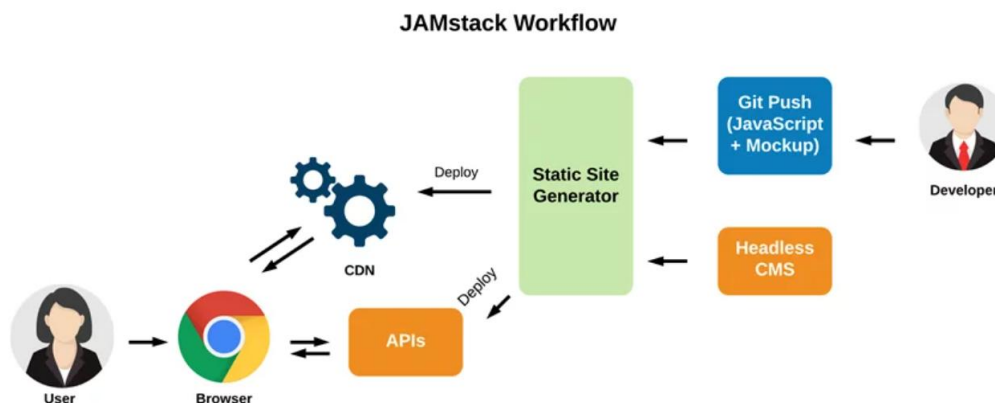 JAMstack Workflow
Git Push
(JavaScript
+ Mockup)
Developer
Static Site
Generator
Deploy
CDN
Headless
CMS
Deploy
APIs
User
Browser